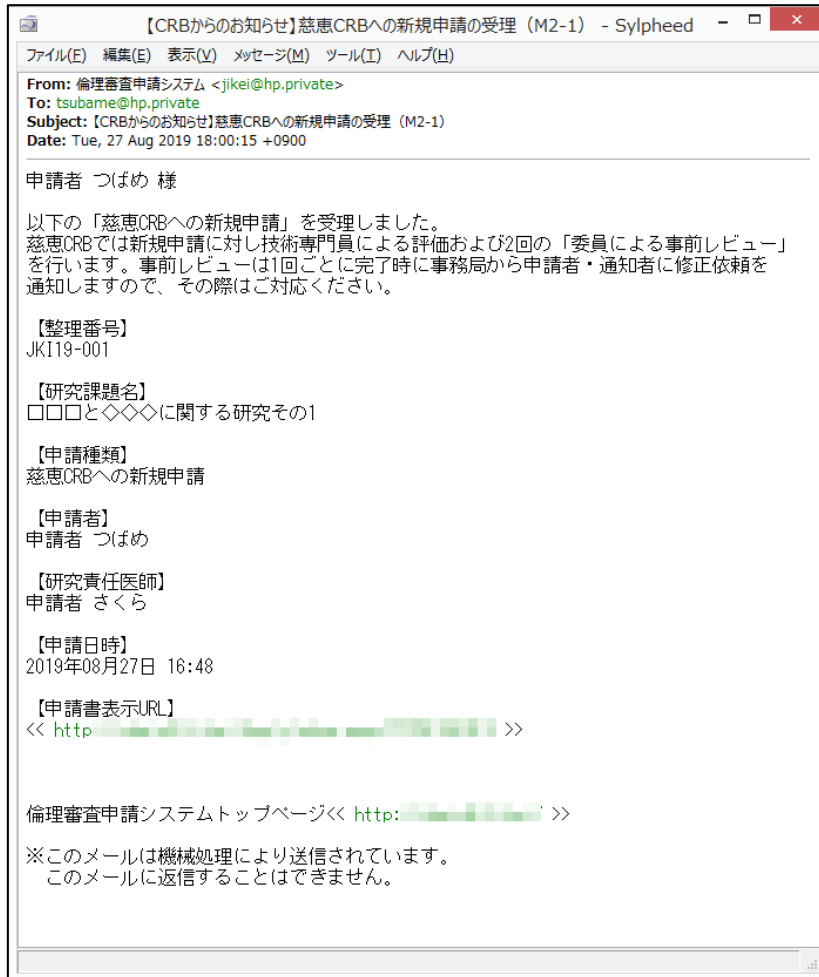 【CRBからのお知らせ】慈恵CRBへの新規申請の受理（M2-1） - Sylpheed
ファイル(F) 編集(E) 表示(V) メッセージ(M) ツール(T) ヘルプ(H)
From: 倫理審査申請システム <jikei@hp.private>
To: tsubame@hp.private
Subject: 【CRBからのお知らせ】慈恵CRBへの新規申請の受理（M2-1）
Date: Tue, 27 Aug 2019 18:00:15 +0900
申請者 つばめ 様
以下の「慈恵CRBへの新規申請」を受理しました。
慈恵CRBでは新規申請に対し技術専門員による評価および2回の「委員による事前レビュー」
を行います。事前レビューは1回ごとに完了時に事務局から申請者・通知者に修正依頼を
通知しますので、その際はご対応ください。
【整理番号】
JKI19-001
【研究課題名】
□□□と◇◇◇に関する研究その1
【申請種類】
慈恵CRBへの新規申請
【申請者】
申請者 つばめ
【研究責任医師】
申請者 さくら
【申請日時】
2019年08月27日 16:48
【申請書表示URL】
<< http >>
倫理審査申請システムトップページ<< http: >>
※このメールは機械処理により送信されています。
このメールに返信することはできません。